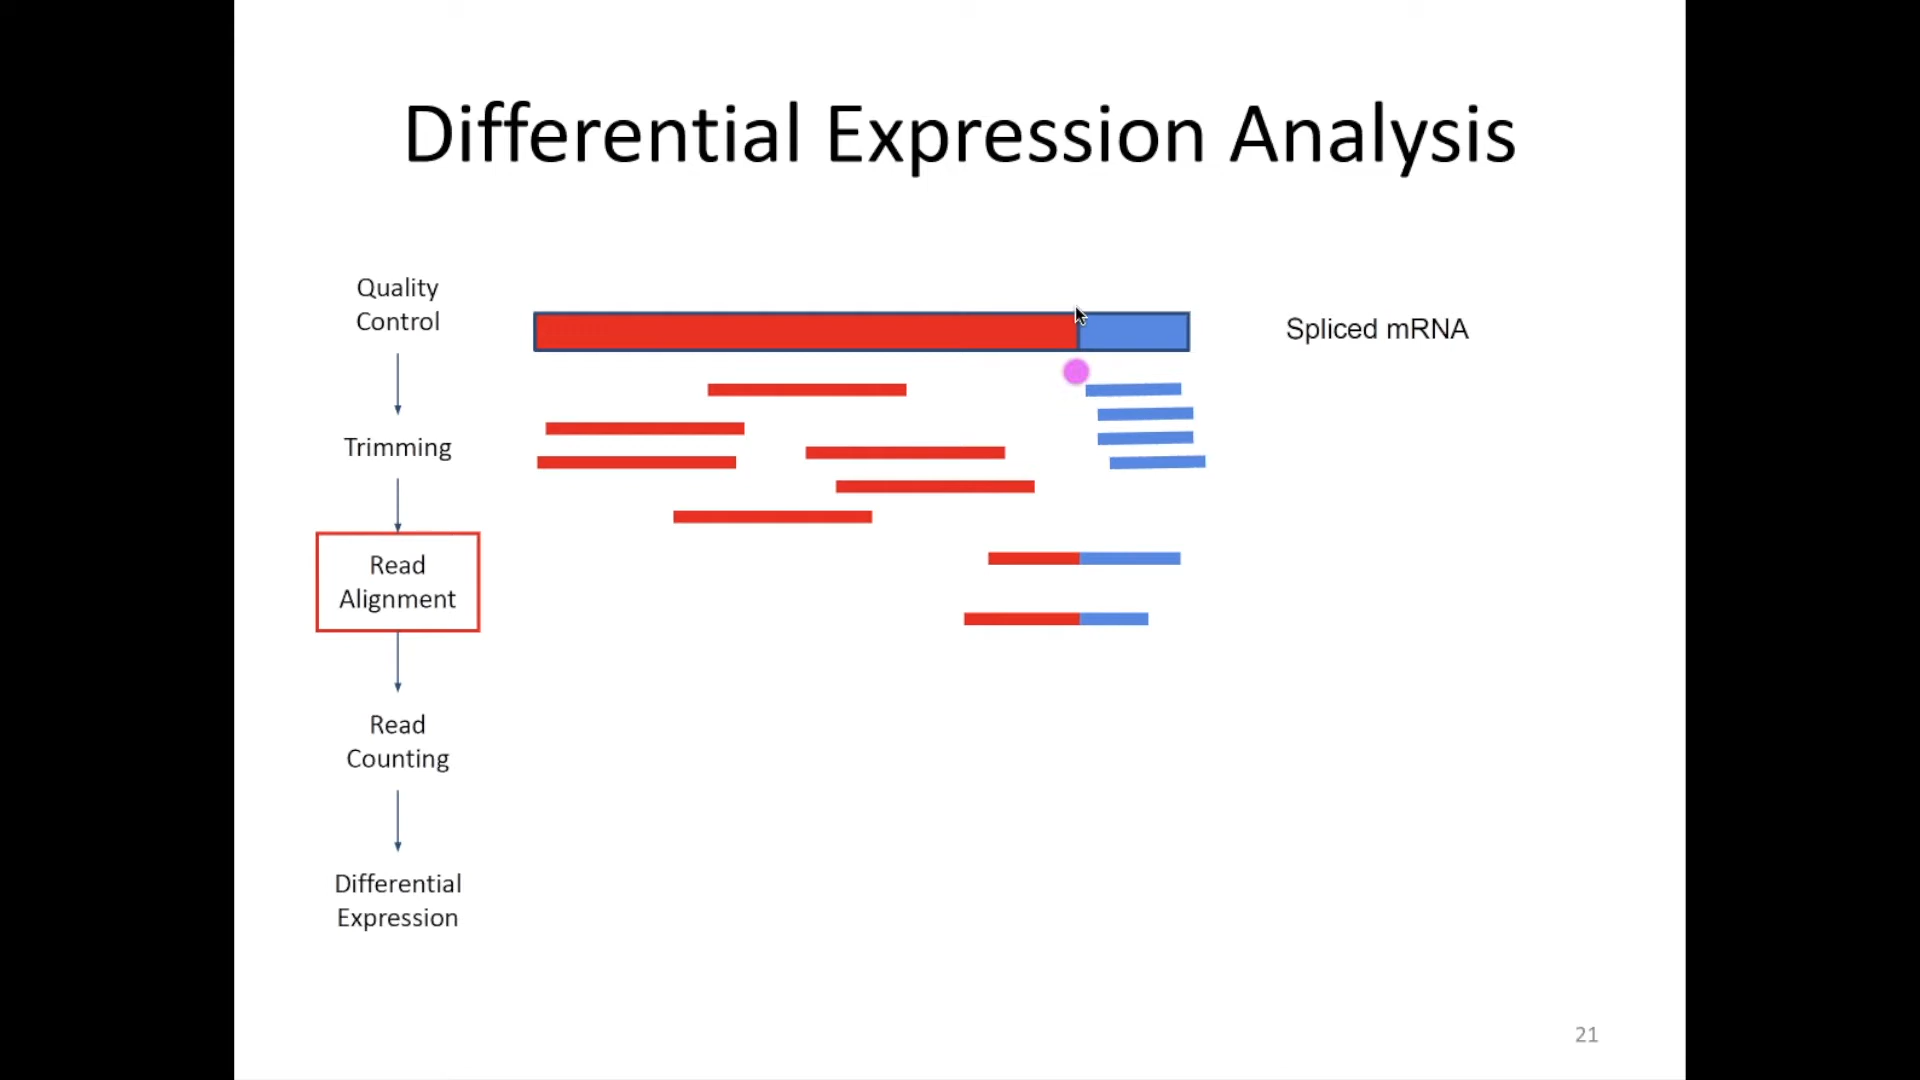 Differential Expression Analysis
Quality
Control
Spliced mRNA
Trimming
Read
Alignment
Read
Counting
Differential
Expression
21